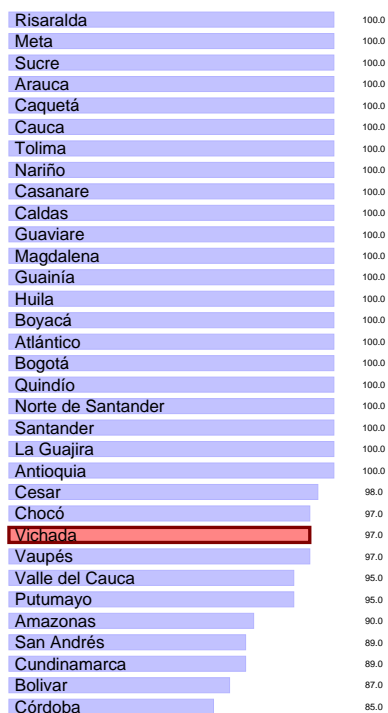 Risaralda 100.0
Meta 100.0
Sucre 100.0
Arauca 100.0
Caquetá 100.0
Cauca 100.0
Tolima 100.0
Nariño 100.0
Casanare 100.0
Caldas 100.0
Guaviare 100.0
Magdalena 100.0
Guainía 100.0
Huila 100.0
Boyacá 100.0
Atlántico 100.0
Bogotá 100.0
Quindío 100.0
Norte de Santander 100.0
Santander 100.0
La Guajira 100.0
Antioquia 100.0
Cesar 98.0
Chocó 97.0
Vichada 97.0
Vaupés 97.0
Valle del Cauca 95.0
Putumayo 95.0
Amazonas 90.0
San Andrés 89.0
Cundinamarca 89.0
Bolivar 87.0
Córdoba 85.0